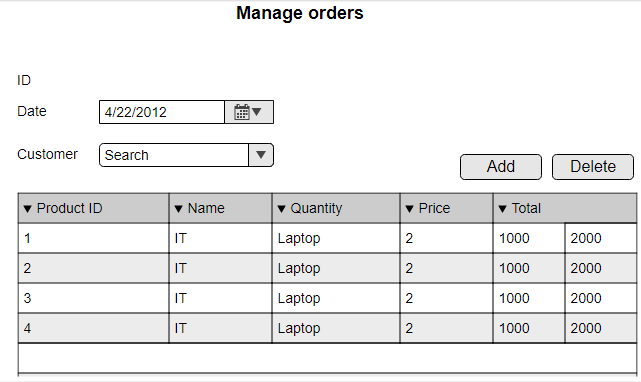 Manage orders
ID
Date 4/22/2012
Customer Search
Add Delete
Product ID Name Quantity Price Total
1 IT Laptop 2 1000 2000
2 IT Laptop 2 1000 2000
3 IT Laptop 2 1000 2000
4 IT Laptop 2 1000 2000